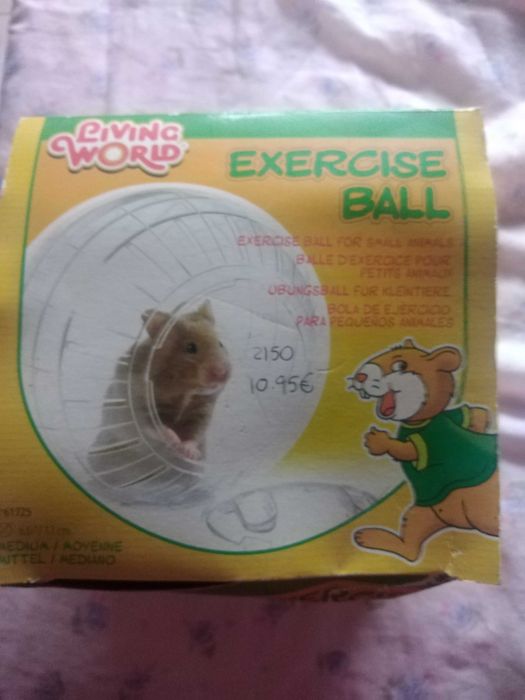 LIVING
WORLD
EXERCISE
BALL
EXERCISE BALL FOR SMALL ANIMALS
BALLE D'EXERCICE POUR
PETITS ANIMAUX
ÜBUNGSBALL FÜR KLEINTIERE
BOLA DE EJERCICIO
PARA PEQUEÑOS ANIMALES
2150
10.95€
61725
MEDIUM / MOYENNE
MITTEL / MEDIANO